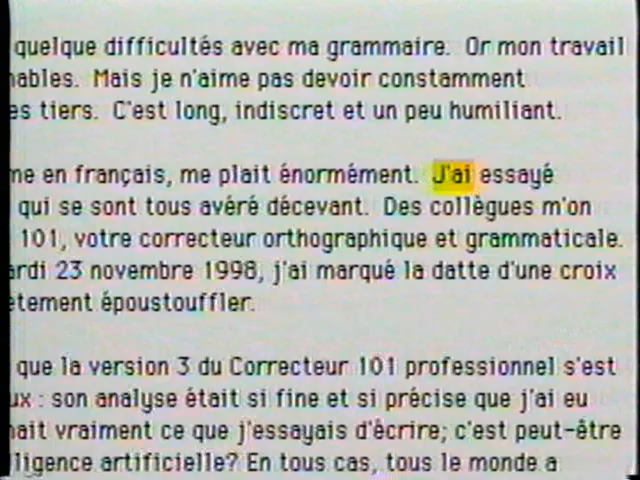 quelque difficultés avec ma grammaire. Or mon travail
nables. Mais je n'aime pas devoir constamment
es tiers. C'est long, indiscret et un peu humiliant.
me en français, me plait énormément. J'ai essayé
qui se sont tous avéré décevant. Des collègues m'on
101, votre correcteur orthographique et grammaticale.
ardi 23 novembre 1998, j'ai marqué la datte d'une croix
ètement époustouffler.
que la version 3 du Correcteur 101 professionnel s'est
ux : son analyse était si fine et si précise que j'ai eu
nait vraiment ce que j'essayais d'ècrire; c'est peut-être
lligence artificielle? En tous cas, tous le monde a